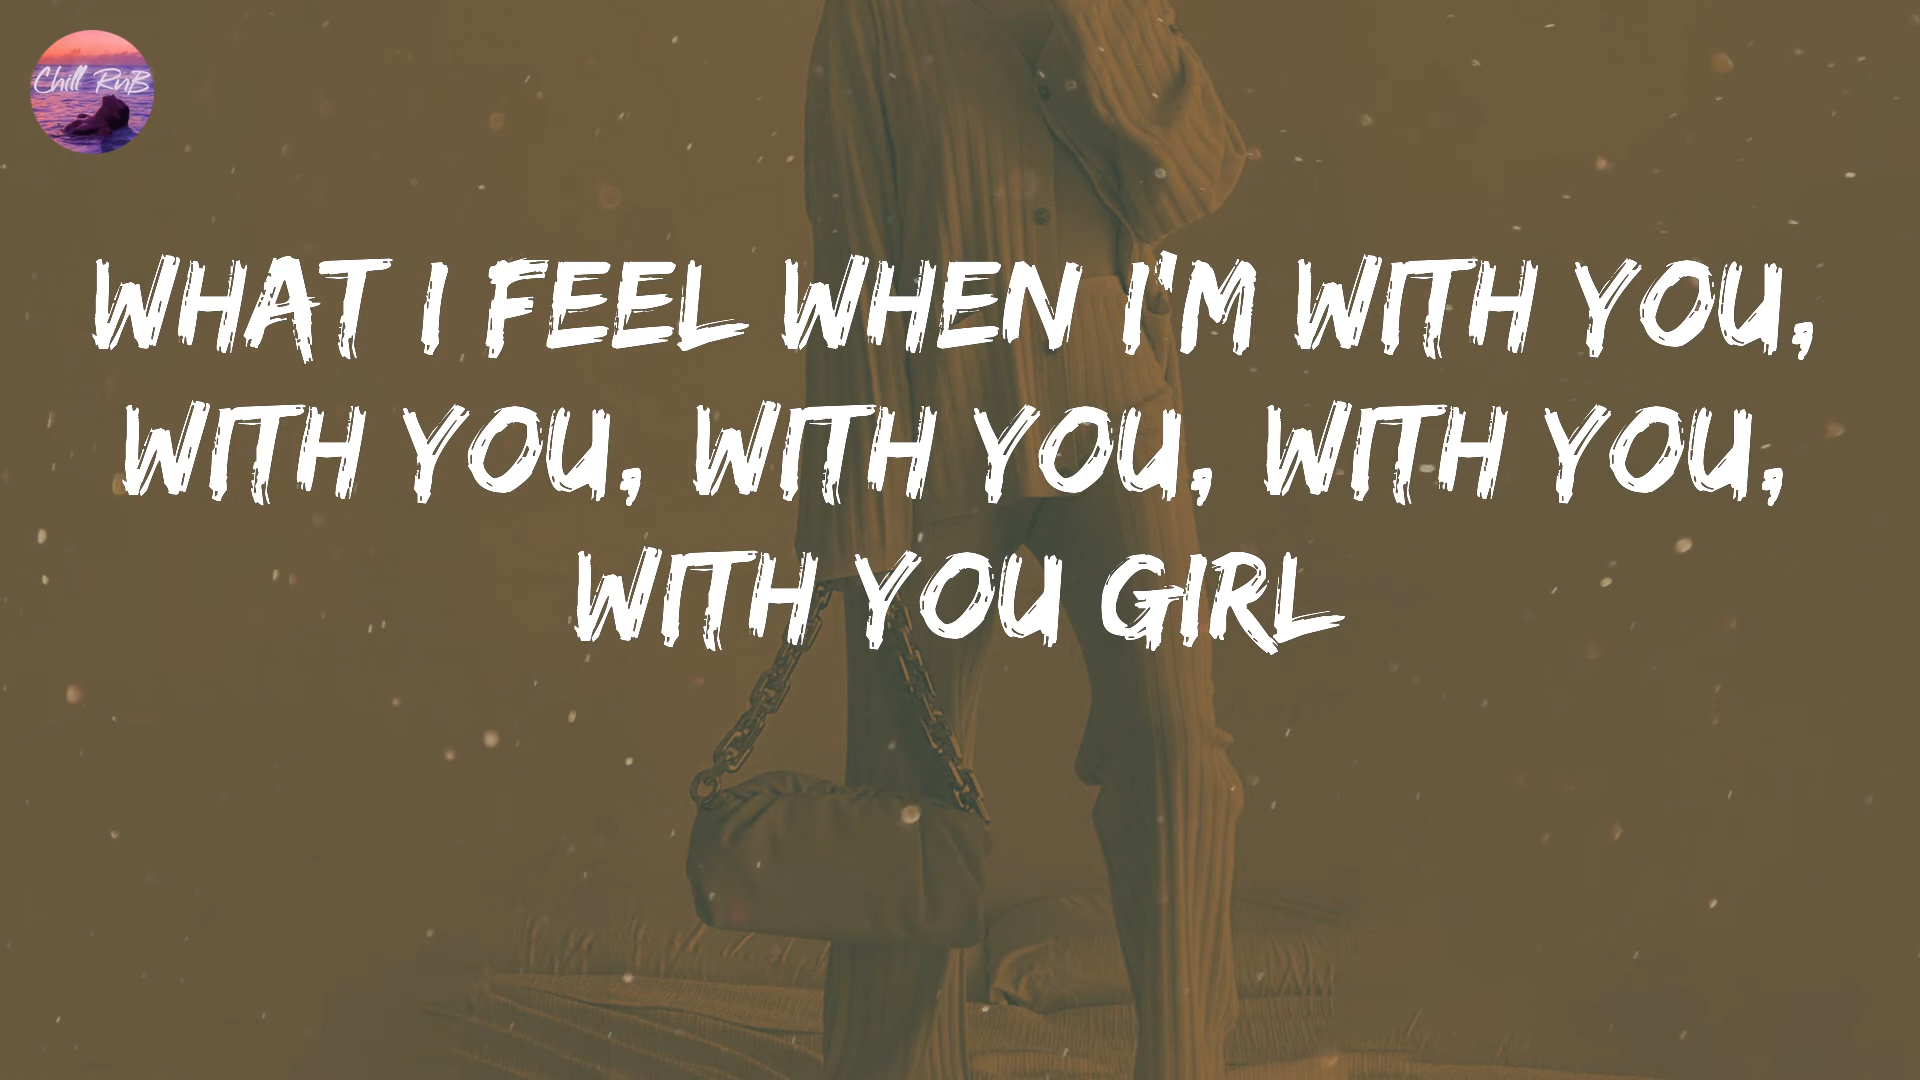 Chill RnB
WHAT I FEEL WHEN I'M WITH YOU,
WITH YOU, WITH YOU, WITH YOU,
WITH YOU GIRL